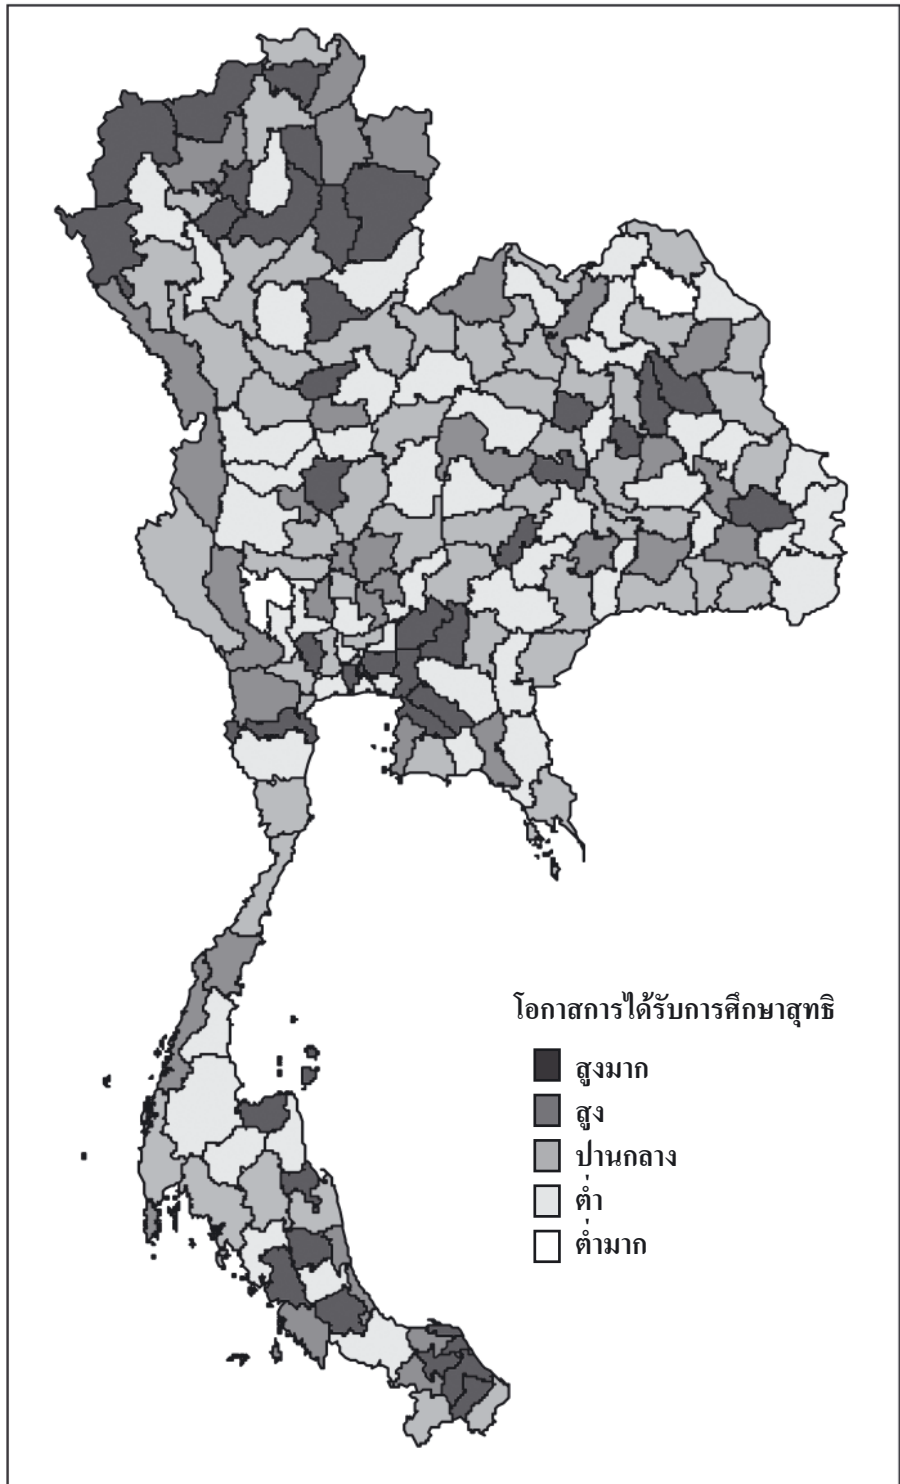 โอกาสการได้รับการศึกษาสุทธิ
สูงมาก
สูง
ปานกลาง
ต่ำ
ต่ำมาก